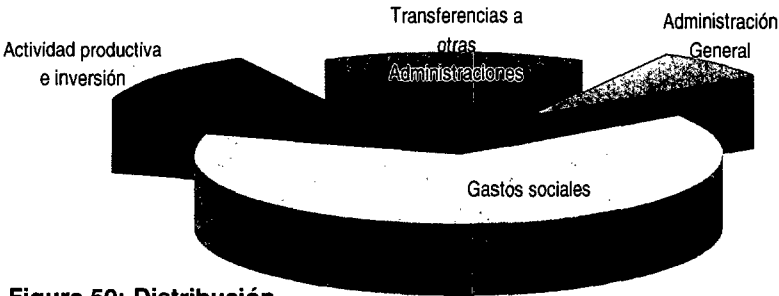 Transferencias a
otras
Administraciones
Administración
General
Actividad productiva
e inversión
Gastos sociales
Figura 50: Distribución